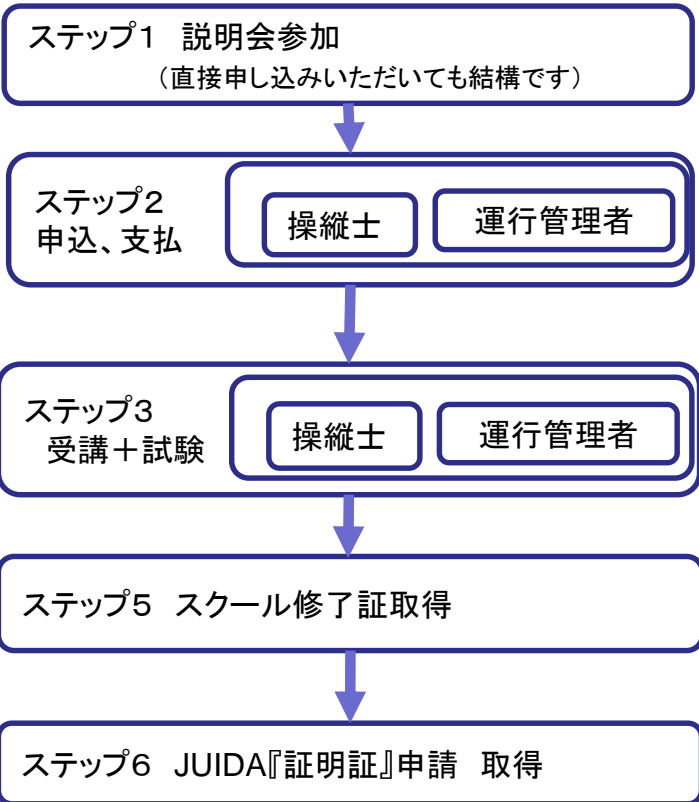 ステップ１　説明会参加
（直接申し込みいただいても結構です）
ステップ２
申込、支払
操縦士
運行管理者
ステップ３
受講＋試験
操縦士
運行管理者
ステップ５　スクール修了証取得
ステップ６　JUIDA『証明証』申請　取得